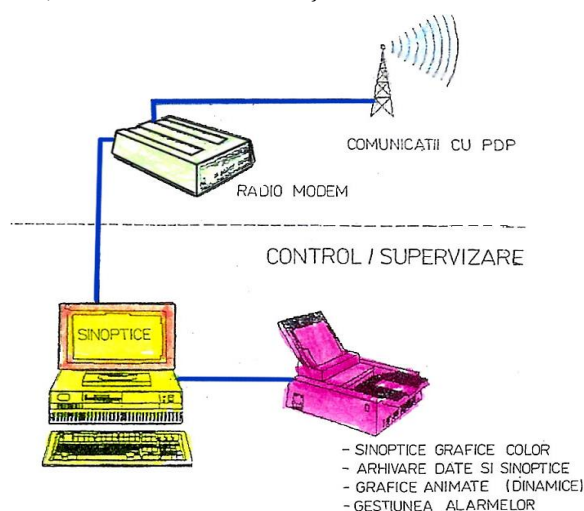 COMUNICATII CU PDP
RADIO MODEM
CONTROL / SUPERVIZARE
SINOPTICE
- SINOPTICE GRAFICE COLOR
- ARHIVARE DATE SI SINOPTICE
- GRAFICE ANIMATE (DINAMICE)
- GESTIUNEA ALARMELOR